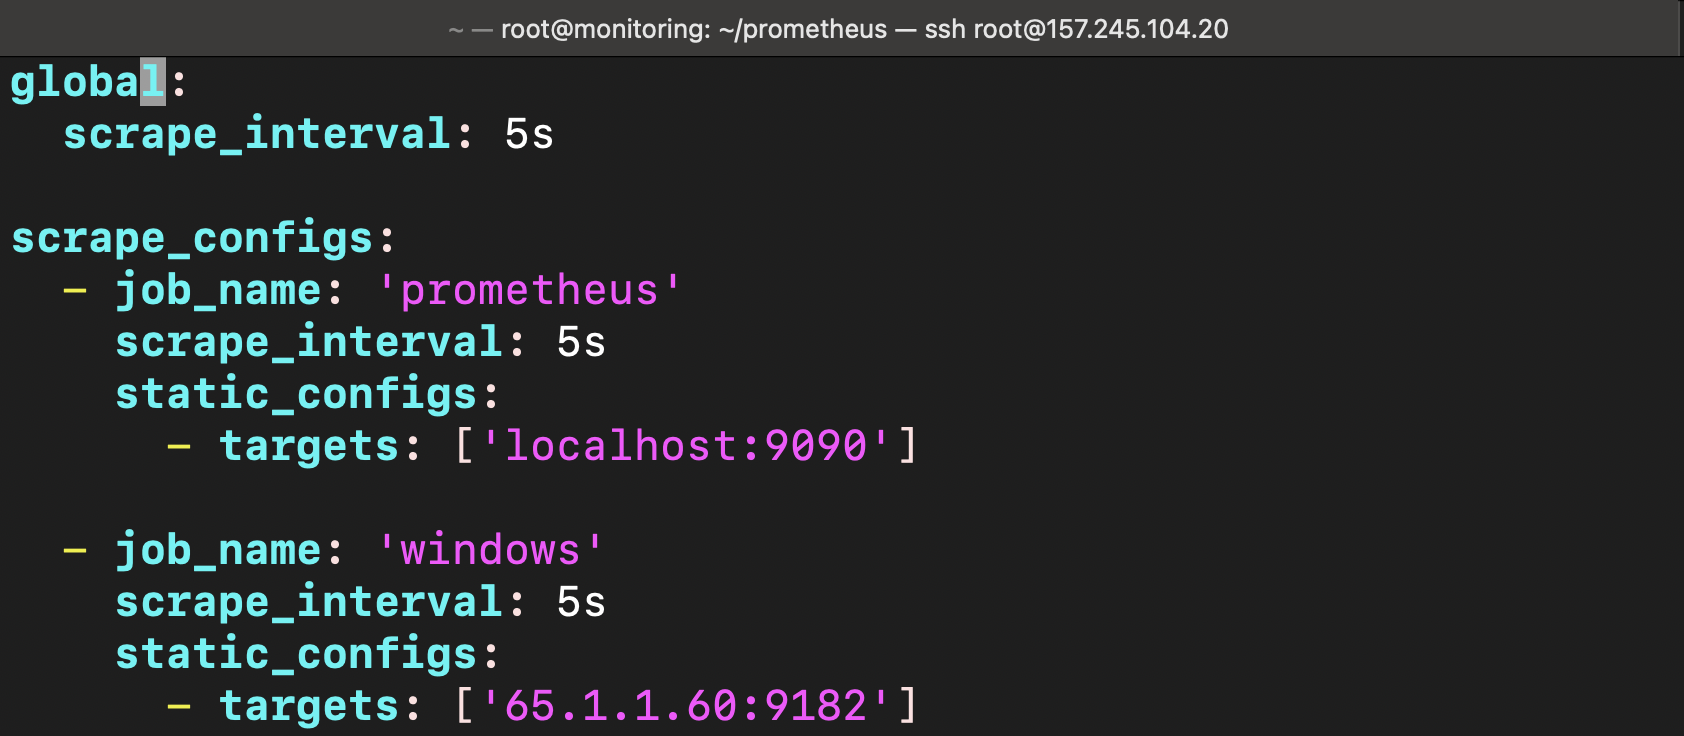 ~ — root@monitoring: ~/prometheus — ssh root@157.245.104.20
global:
  scrape_interval: 5s

scrape_configs:
  - job_name: 'prometheus'
    scrape_interval: 5s
    static_configs:
      - targets: ['localhost:9090']

  - job_name: 'windows'
    scrape_interval: 5s
    static_configs:
      - targets: ['65.1.1.60:9182']